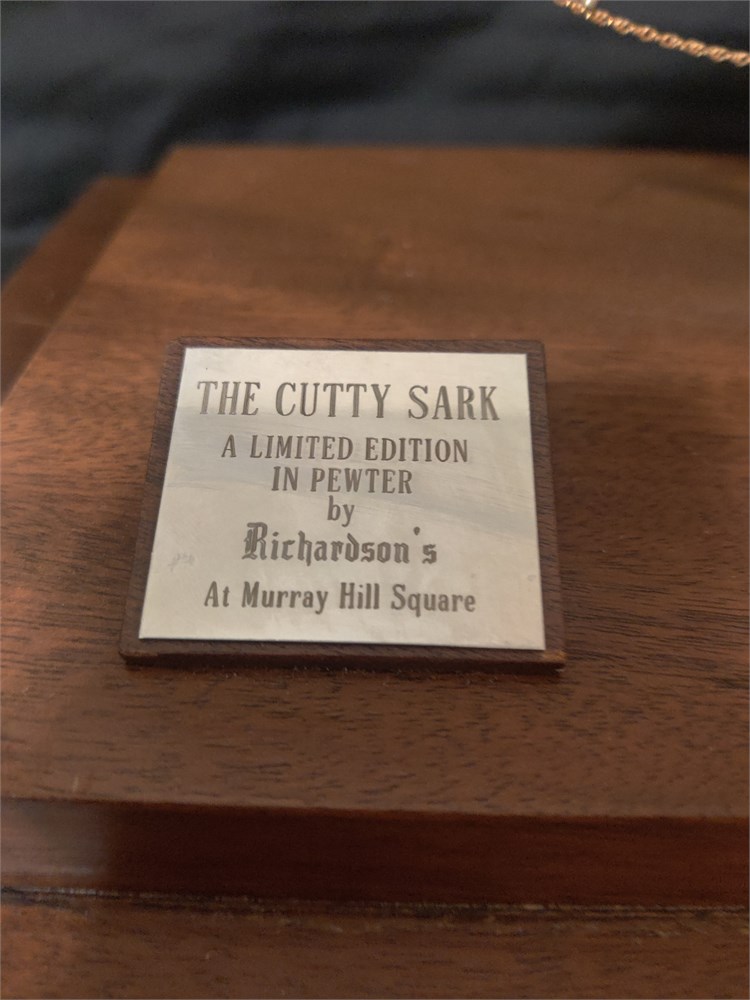 THE CUTTY SARK
A LIMITED EDITION
IN PEWTER
by
Richardson's
At Murray Hill Square